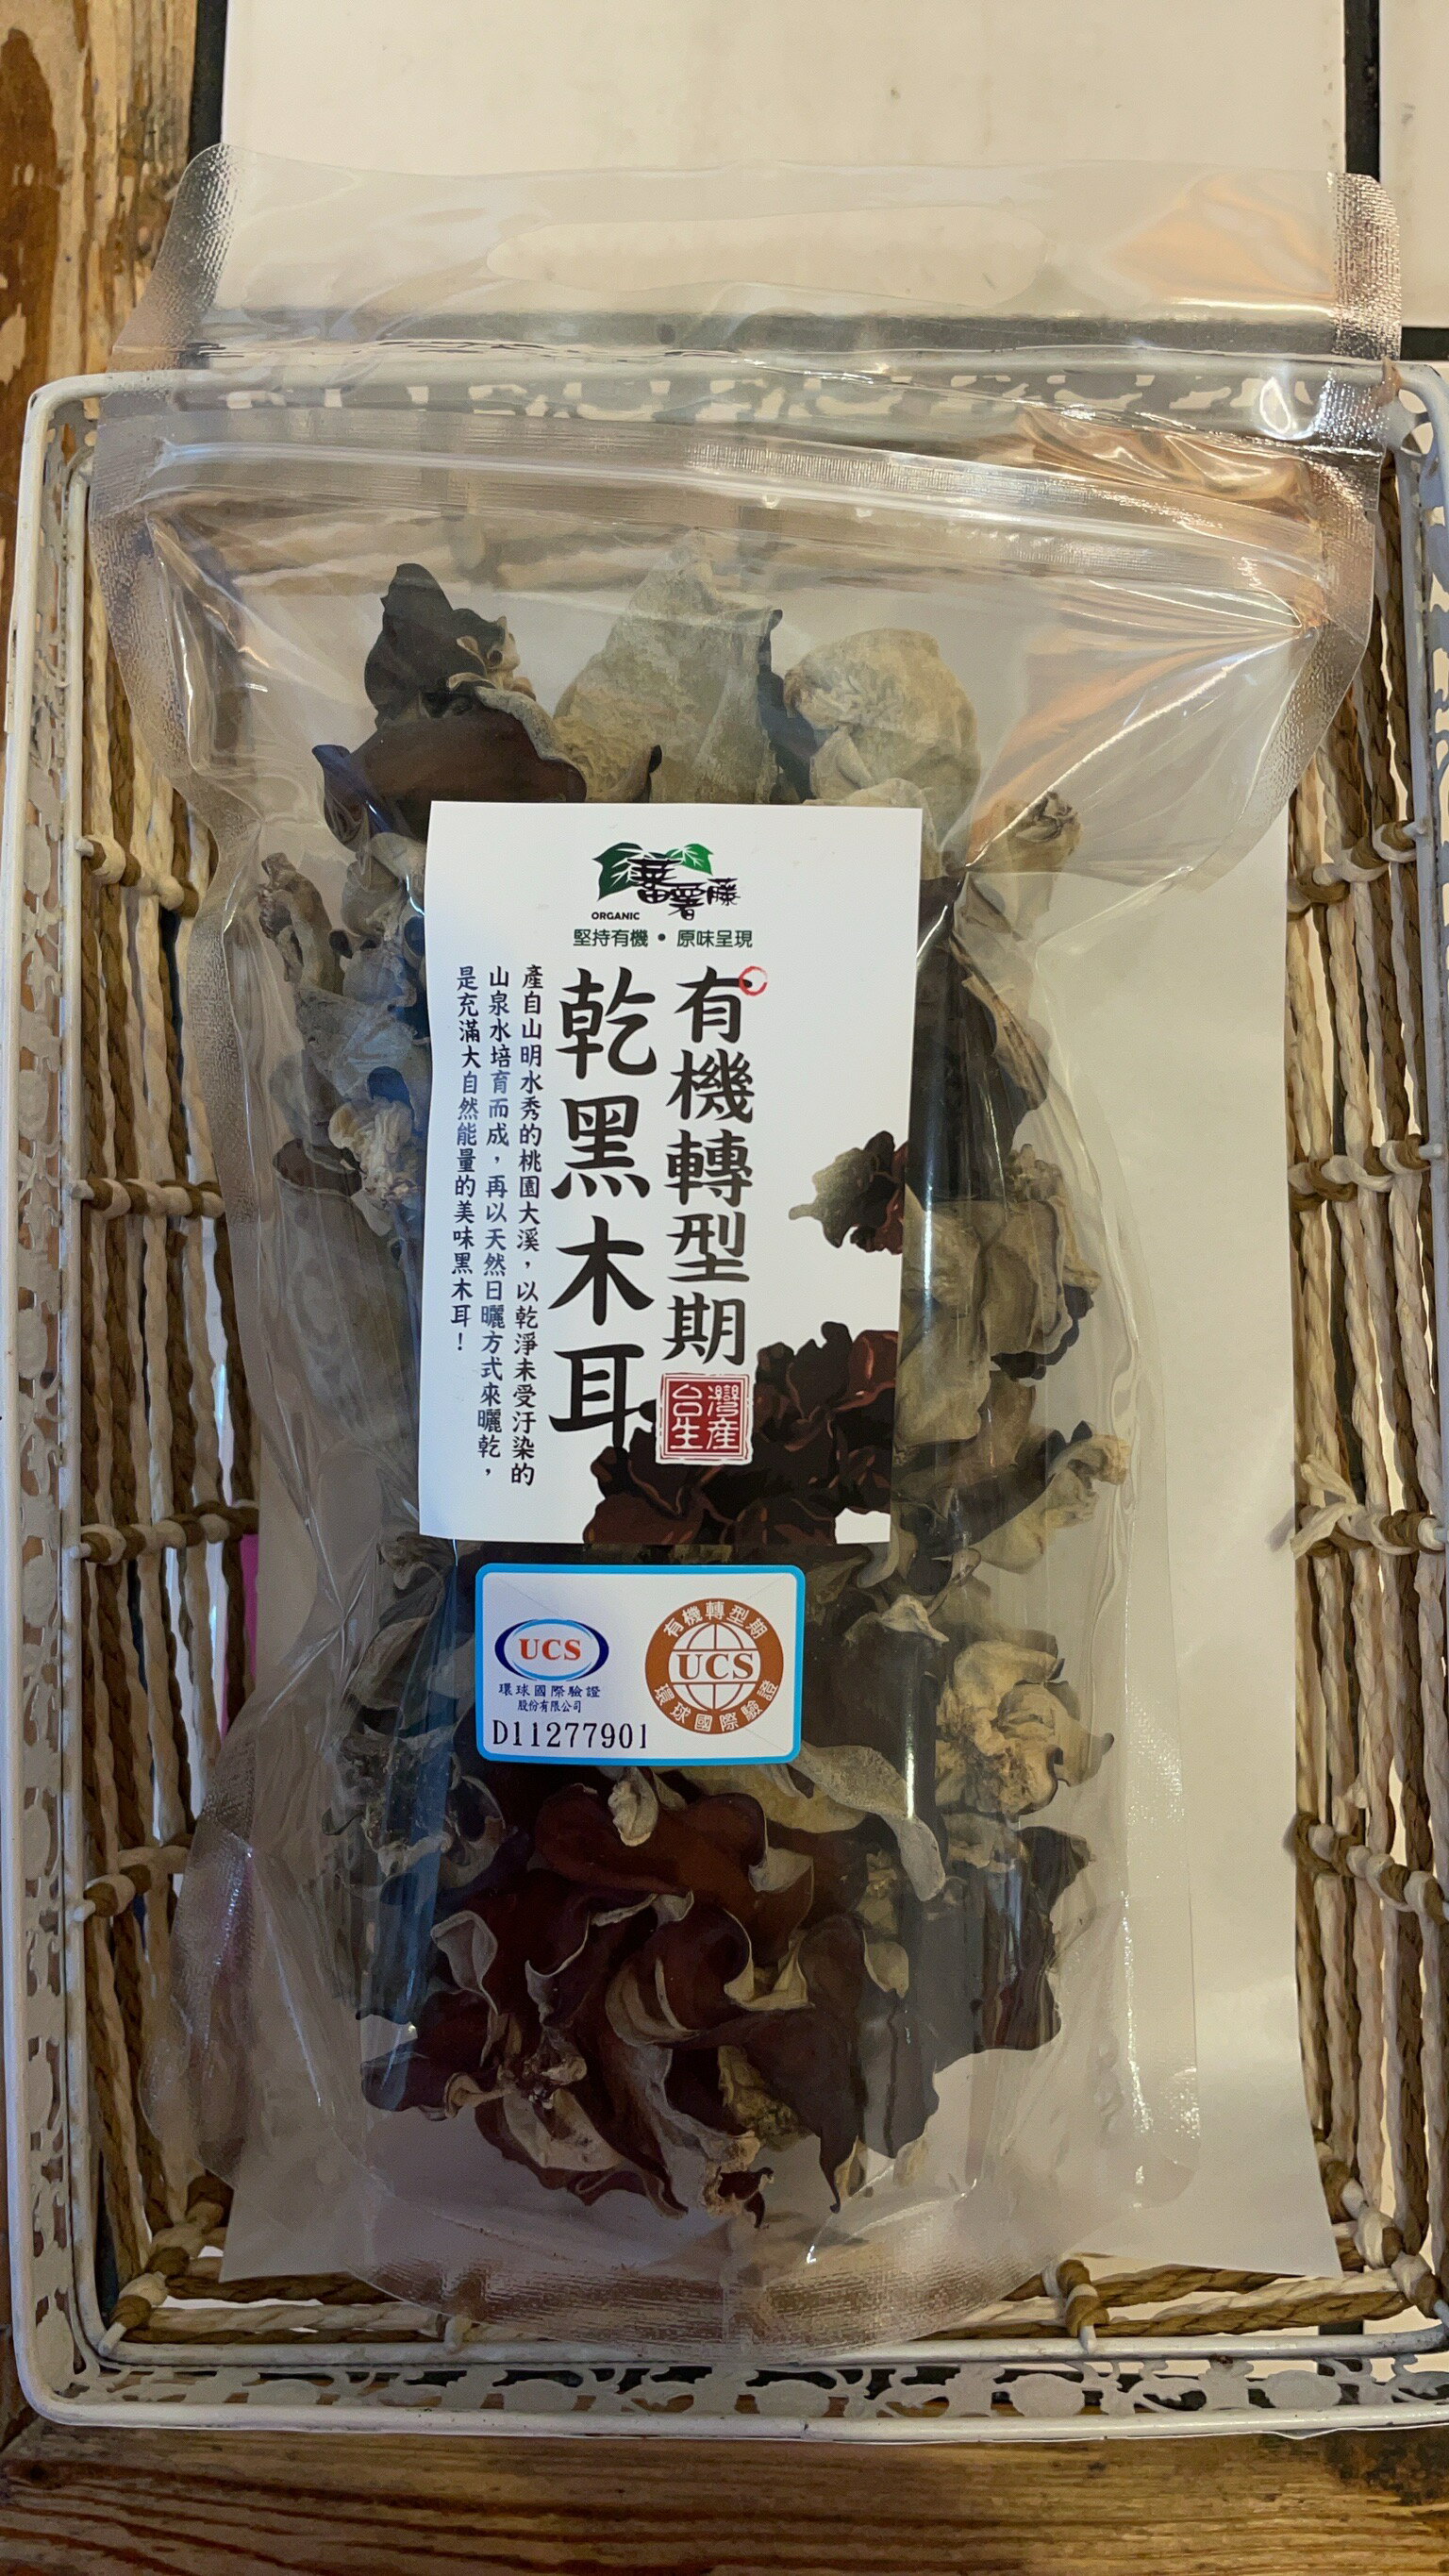 蕃薯藤
ORGANIC
堅持有機•原味呈現
有機轉型期
乾黑木耳
台灣
生產
產自山明水秀的桃園大溪，以乾淨未受汙染的
山泉水培育而成，再以天然日曬方式來曬乾，
是充滿大自然能量的美味黑木耳！
UCS
環球國際驗證
股份有限公司
D11277901
有機轉型期
UCS
環球國際驗證